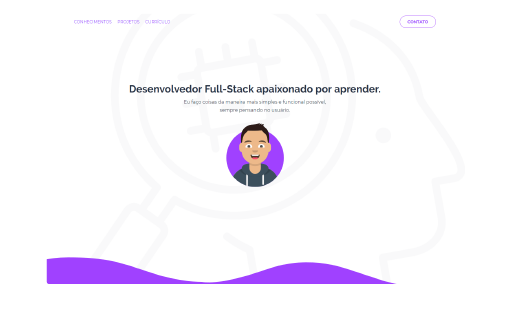 CONHECIMENTOS PROJETOS CURRÍCULO
CONTATO
Desenvolvedor Full-Stack apaixonado por aprender.
Eu faço coisas da maneira mais simples e funcional possível,
sempre pensando no usuário.